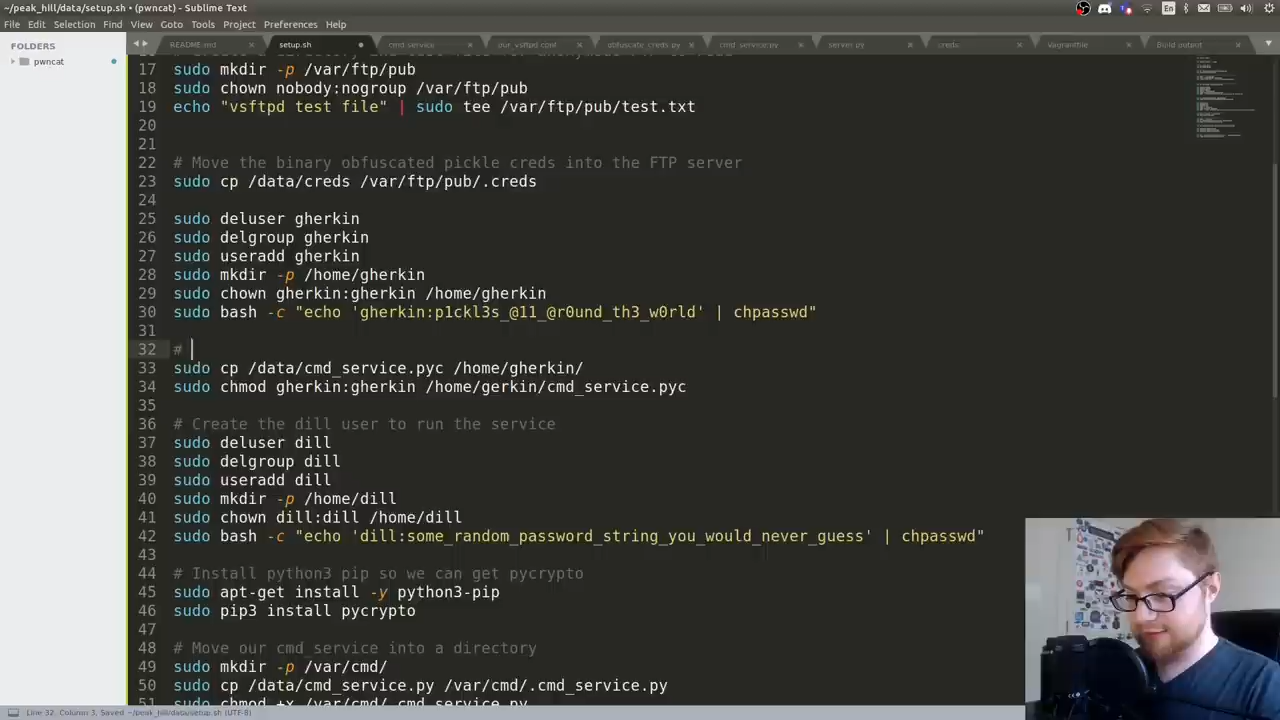 ~/peak_hill/data/setup.sh • (pwncat) - Sublime Text
File Edit Selection Find View Goto Tools Project Preferences Help
En
FOLDERS
pwncat
README.md
setup.sh
cmd.service
our_vsftpd.conf
obfuscate_creds.py
cmd_service.py
server.py
creds
Vagrantfile
Build output
17 sudo mkdir -p /var/ftp/pub
18 sudo chown nobody:nogroup /var/ftp/pub
19 echo "vsftpd test file" | sudo tee /var/ftp/pub/test.txt
20
21
22 # Move the binary obfuscated pickle creds into the FTP server
23 sudo cp /data/creds /var/ftp/pub/.creds
24
25 sudo deluser gherkin
26 sudo delgroup gherkin
27 sudo useradd gherkin
28 sudo mkdir -p /home/gherkin
29 sudo chown gherkin:gherkin /home/gherkin
30 sudo bash -c "echo 'gherkin:p1ckl3s_@11_@r0und_th3_w0rld' | chpasswd"
31
32 #
33 sudo cp /data/cmd_service.pyc /home/gherkin/
34 sudo chmod gherkin:gherkin /home/gerkin/cmd_service.pyc
35
36 # Create the dill user to run the service
37 sudo deluser dill
38 sudo delgroup dill
39 sudo useradd dill
40 sudo mkdir -p /home/dill
41 sudo chown dill:dill /home/dill
42 sudo bash -c "echo 'dill:some_random_password_string_you_would_never_guess' | chpasswd"
43
44 # Install python3 pip so we can get pycrypto
45 sudo apt-get install -y python3-pip
46 sudo pip3 install pycrypto
47
48 # Move our cmd_service into a directory
49 sudo mkdir -p /var/cmd/
50 sudo cp /data/cmd_service.py /var/cmd/.cmd_service.py
51 sudo chmod +x /var/cmd/.cmd_service.py
Line 32, Column 3, Saved ~/peak_hill/data/setup.sh (UTF-8)